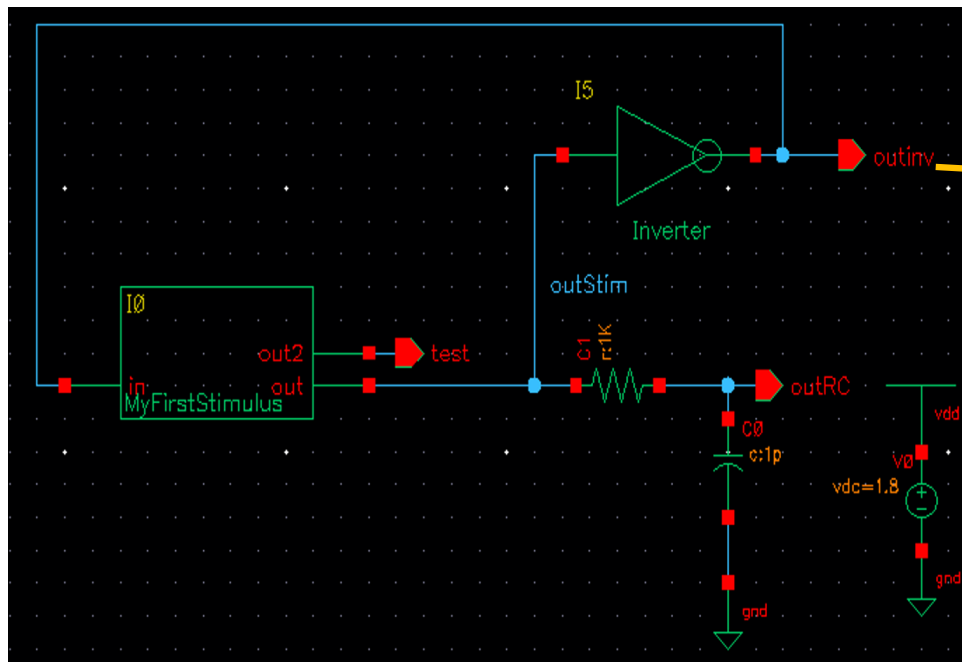 I5
outinv
Inverter
outStim
I0
out2
test
C1
r:1K
in
out
outRC
MyFirstStimulus
vdd
C0
c:1p
V0
vdc=1.8
gnd
gnd